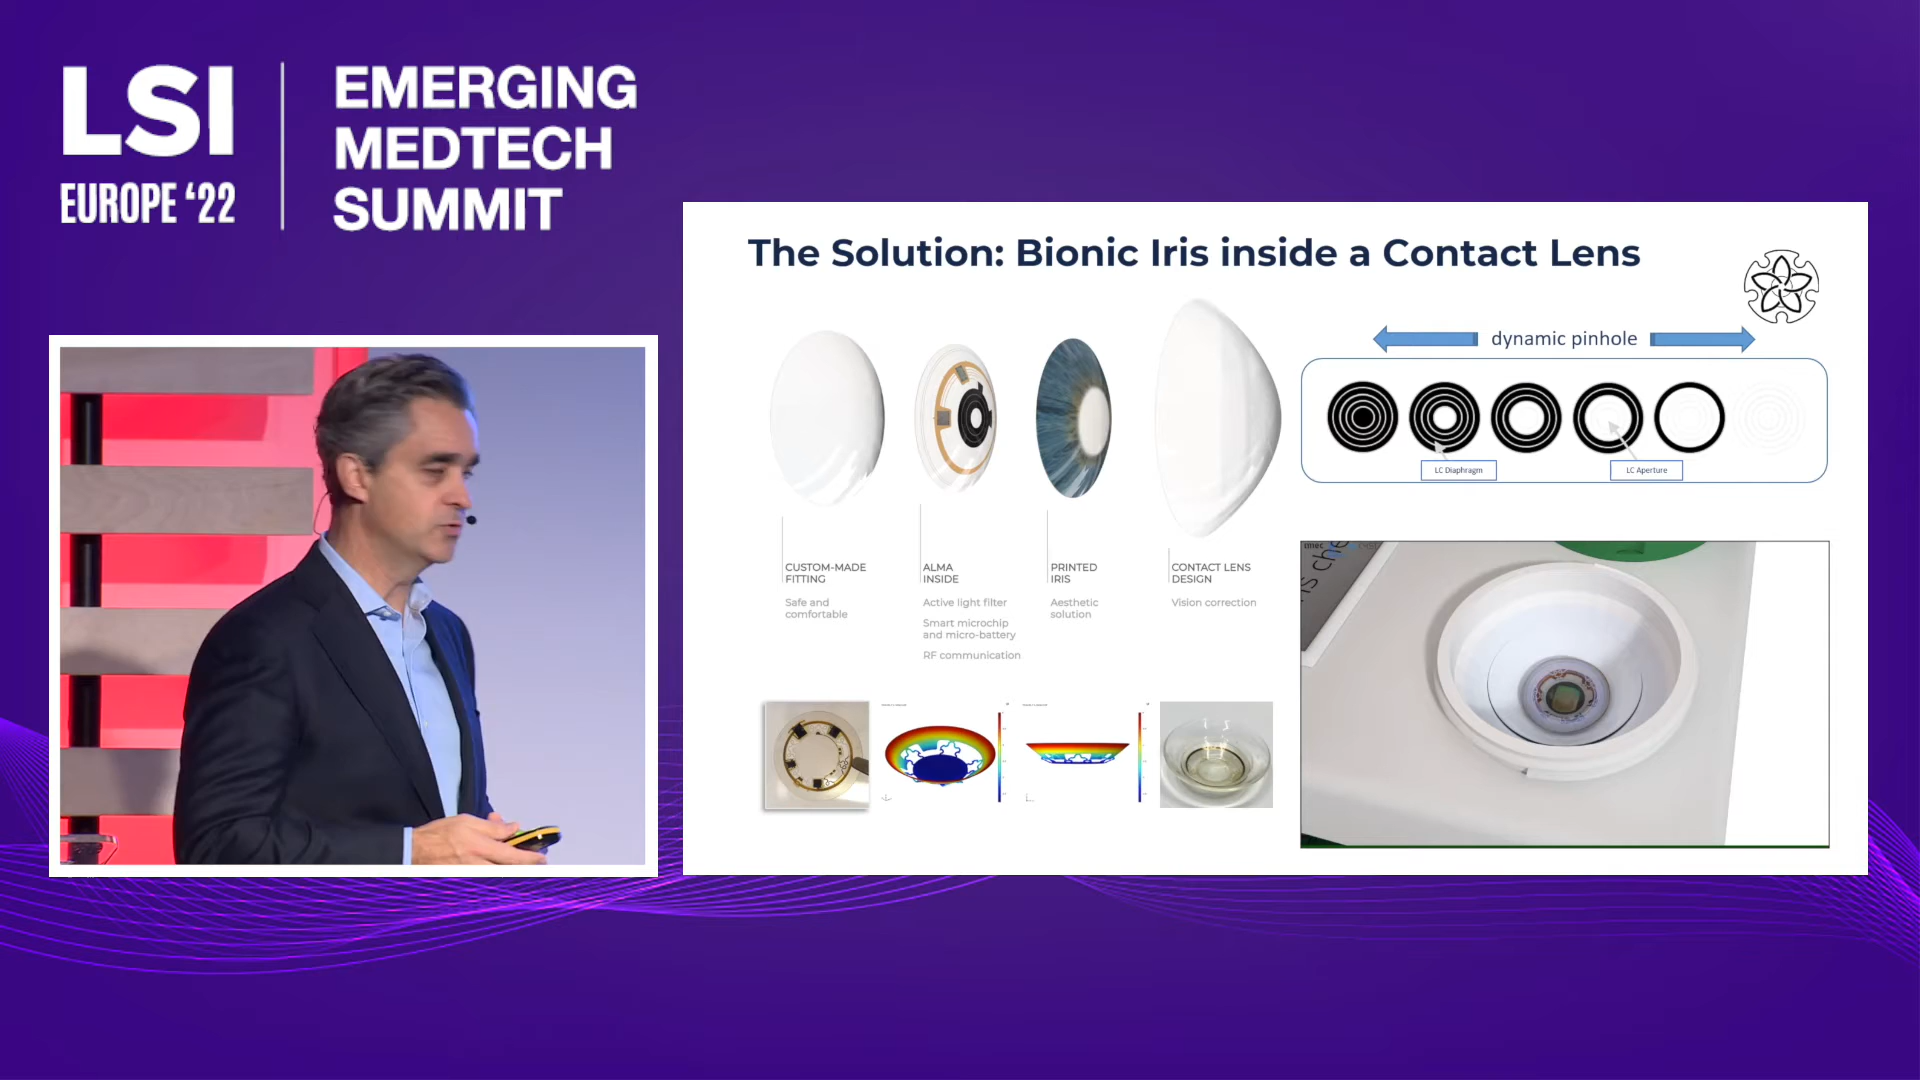 LSI
EUROPE ‘22
EMERGING
MEDTECH
SUMMIT
The Solution: Bionic Iris inside a Contact Lens
dynamic pinhole
LC Diaphragm
LC Aperture
CUSTOM-MADE
FITTING
Safe and
comfortable
ALMA
INSIDE
Active light filter
Smart microchip
and micro-battery
RF communication
PRINTED
IRIS
Aesthetic
solution
CONTACT LENS
DESIGN
Vision correction